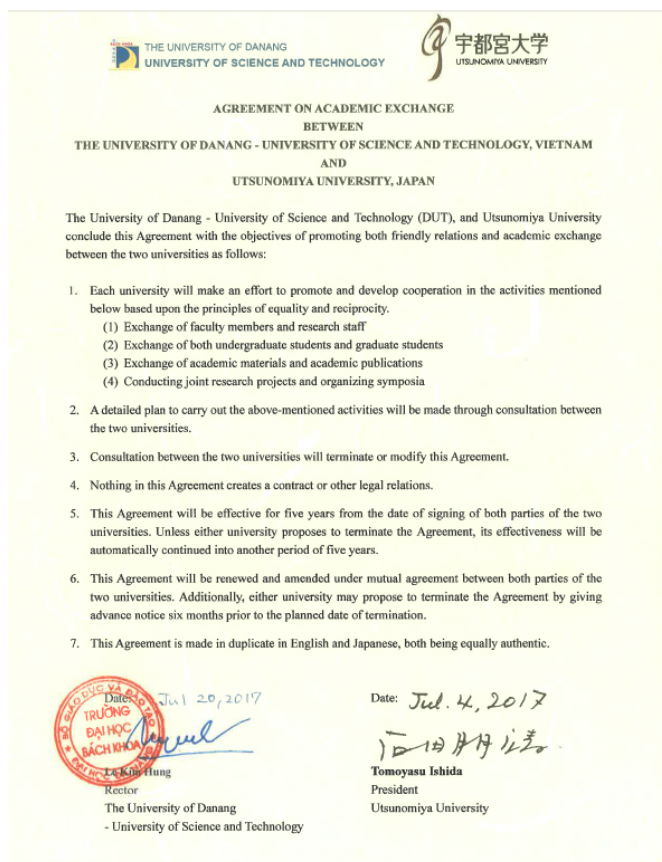 THE UNIVERSITY OF DANANG
UNIVERSITY OF SCIENCE AND TECHNOLOGY
宇都宮大学
UTSUNOMIYA UNIVERSITY
AGREEMENT ON ACADEMIC EXCHANGE
BETWEEN
THE UNIVERSITY OF DANANG - UNIVERSITY OF SCIENCE AND TECHNOLOGY, VIETNAM
AND
UTSUNOMIYA UNIVERSITY, JAPAN
The University of Danang - University of Science and Technology (DUT), and Utsunomiya University
conclude this Agreement with the objectives of promoting both friendly relations and academic exchange
between the two universities as follows:
1. Each university will make an effort to promote and develop cooperation in the activities mentioned
below based upon the principles of equality and reciprocity.
(1) Exchange of faculty members and research staff
(2) Exchange of both undergraduate students and graduate students
(3) Exchange of academic materials and academic publications
(4) Conducting joint research projects and organizing symposia
2. A detailed plan to carry out the above-mentioned activities will be made through consultation between
the two universities.
3. Consultation between the two universities will terminate or modify this Agreement.
4. Nothing in this Agreement creates a contract or other legal relations.
5. This Agreement will be effective for five years from the date of signing of both parties of the two
universities. Unless either university proposes to terminate the Agreement, its effectiveness will be
automatically continued into another period of five years.
6. This Agreement will be renewed and amended under mutual agreement between both parties of the
two universities. Additionally, either university may propose to terminate the Agreement by giving
advance notice six months prior to the planned date of termination.
7. This Agreement is made in duplicate in English and Japanese, both being equally authentic.
Date: Jul 20, 2017
BỘ GIÁO DỤC VÀ ĐÀO TẠO
TRƯỜNG
ĐẠI HỌC
BÁCH KHOA
Le Kim Hung
Rector
The University of Danang
- University of Science and Technology
Date: Jul. 4, 2017
Tomoyasu Ishida
President
Utsunomiya University